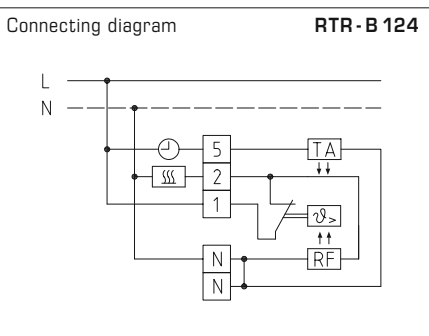 Connecting diagram RTR-B 124
L
N
5 TA
2
1 ϑ>
N RF
N